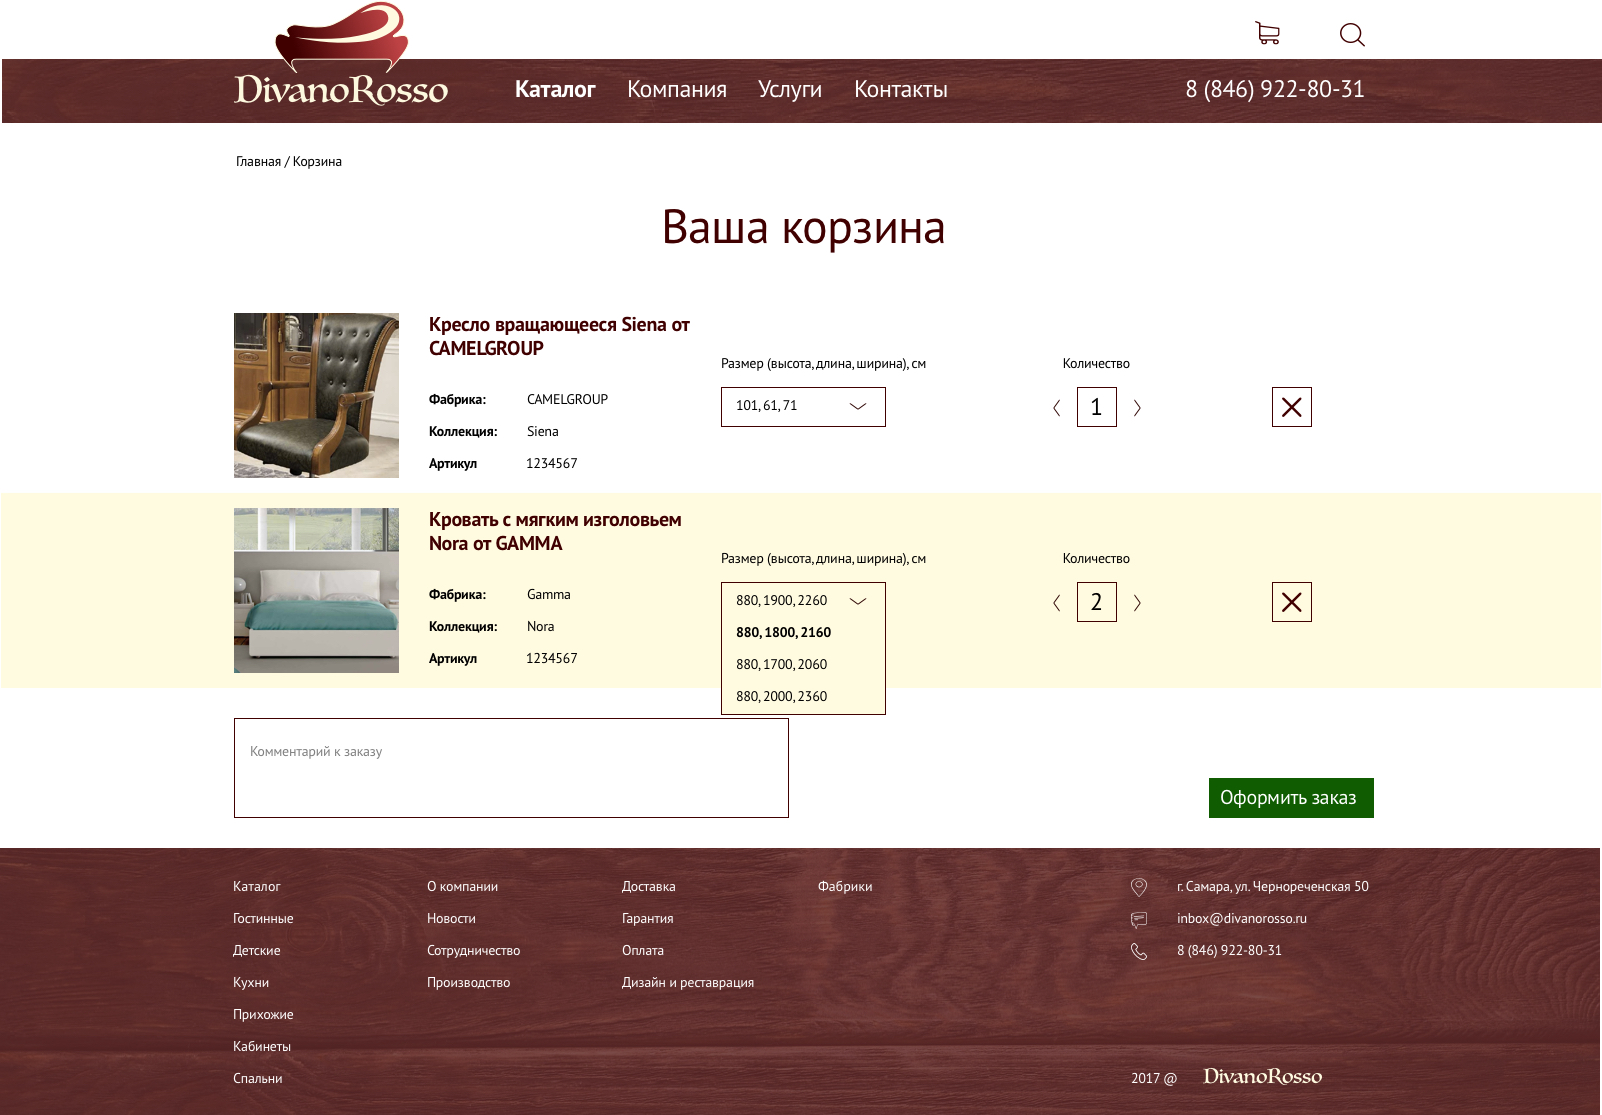 DivanoRosso
Каталог Компания Услуги Контакты 8 (846) 922-80-31
Главная / Корзина
Ваша корзина
Кресло вращающееся Siena от
CAMELGROUP
Размер (высота, длина, ширина), см
Количество
Фабрика: CAMELGROUP
101, 61, 71
1
Коллекция: Siena
Артикул 1234567
Кровать с мягким изголовьем
Nora от GAMMA
Размер (высота, длина, ширина), см
Количество
Фабрика: Gamma
880, 1900, 2260
2
Коллекция: Nora
880, 1800, 2160
Артикул 1234567
880, 1700, 2060
880, 2000, 2360
Комментарий к заказу
Оформить заказ
Каталог О компании Доставка Фабрики г. Самара, ул. Чернореченская 50
Гостинные Новости Гарантия inbox@divanorosso.ru
Детские Сотрудничество Оплата 8 (846) 922-80-31
Кухни Производство Дизайн и реставрация
Прихожие
Кабинеты
Спальни 2017 @ DivanoRosso